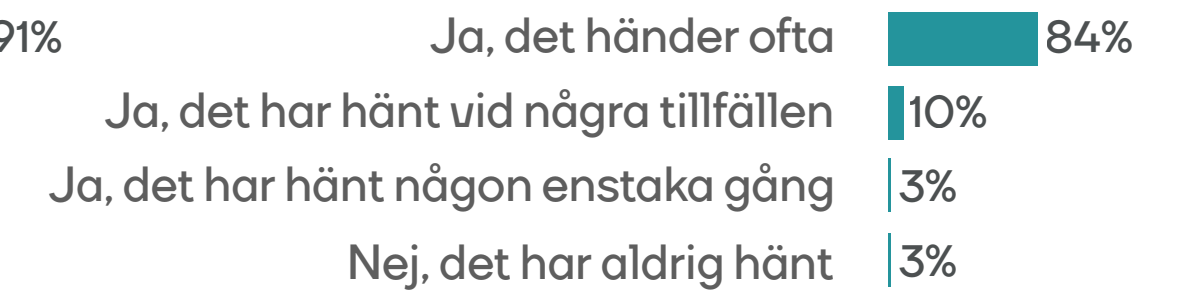 91% Ja, det händer ofta 84%
Ja, det har hänt vid några tillfällen 10%
Ja, det har hänt någon enstaka gång 3%
Nej, det har aldrig hänt 3%